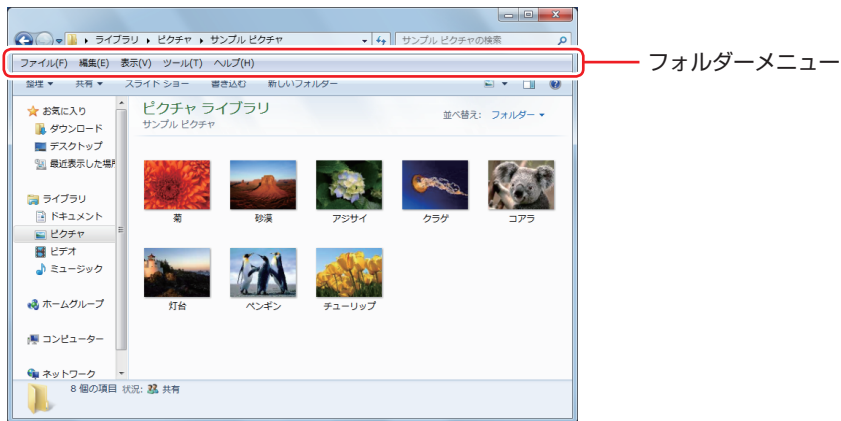 ライブラリ ▸ ピクチャ ▸ サンプル ピクチャ
サンプル ピクチャの検索
ファイル(F) 編集(E) 表示(V) ツール(T) ヘルプ(H)
フォルダーメニュー
整理 ▼ 共有 ▼ スライド ショー 書き込む 新しいフォルダー
お気に入り
ダウンロード
デスクトップ
最近表示した場所
ライブラリ
ドキュメント
ピクチャ
ビデオ
ミュージック
ホームグループ
コンピューター
ネットワーク
ピクチャ ライブラリ
サンプル ピクチャ
並べ替え: フォルダー ▼
菊 砂漠 アジサイ クラゲ コアラ
灯台 ペンギン チューリップ
8 個の項目 状況: 共有